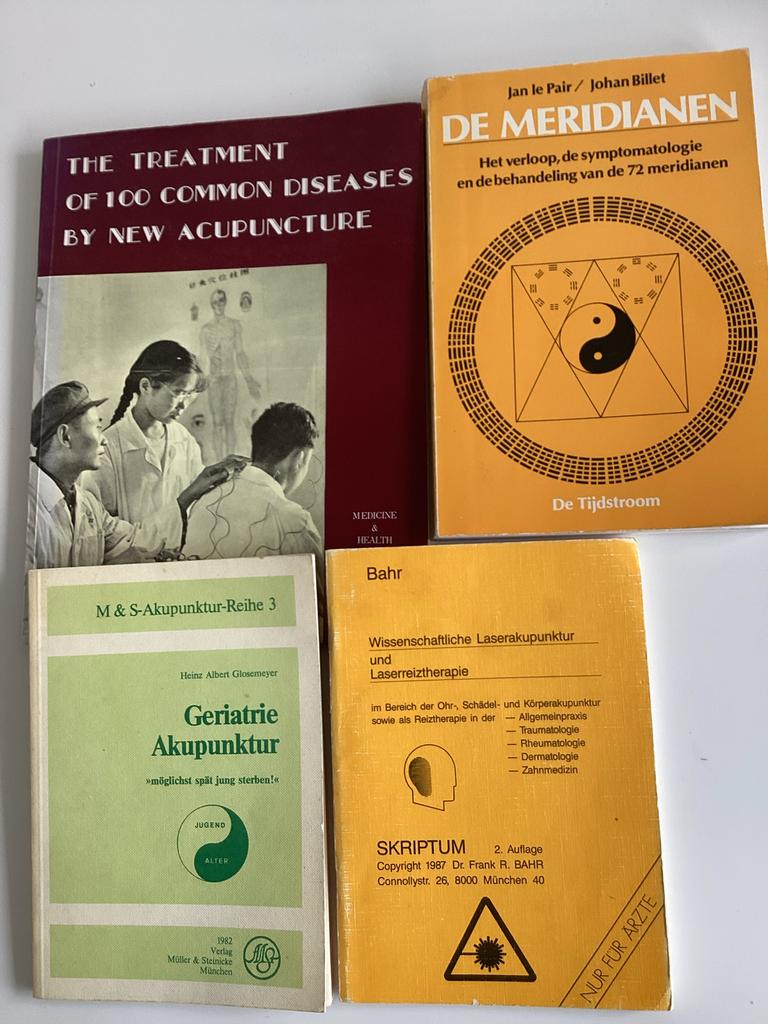 THE TREATMENT
OF 100 COMMON DISEASES
BY NEW ACUPUNCTURE
MEDICINE
&
HEALTH
Jan le Pair / Johan Billet
DE MERIDIANEN
Het verloop, de symptomatologie
en de behandeling van de 72 meridianen
De Tijdstroom
M & S-Akupunktur-Reihe 3
Heinz Albert Glosemeyer
Geriatrie
Akupunktur
»möglichst spät jung sterben!«
JUGEND
ALTER
1982
Verlag
Müller & Steinicke
München
Bahr
Wissenschaftliche Laserakupunktur
und
Laserreiztherapie
im Bereich der Ohr-, Schädel- und Körperakupunktur
sowie als Reiztherapie in der — Allgemeinpraxis
— Traumatologie
— Rheumatologie
— Dermatologie
— Zahnmedizin
SKRIPTUM 2. Auflage
Copyright 1987 Dr. Frank R. BAHR
Connollystr. 26, 8000 München 40
NUR FÜR ÄRZTE